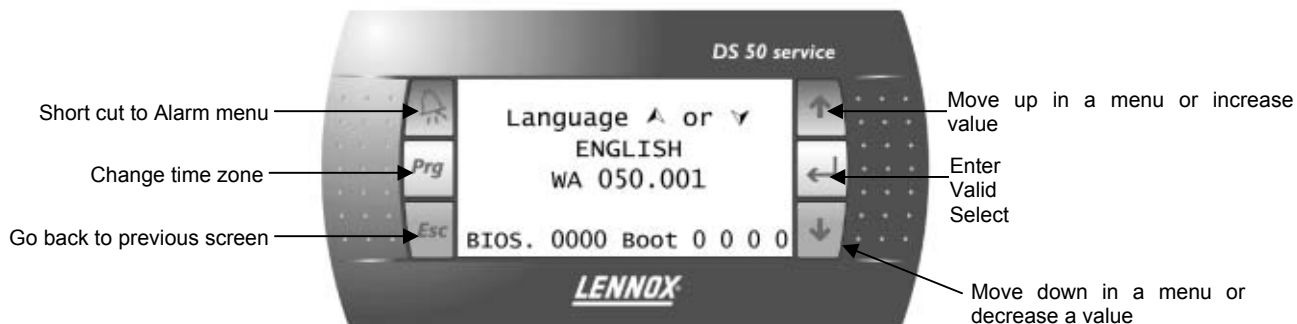 DS 50 service
Short cut to Alarm menu
Change time zone
Prg
Go back to previous screen
Esc
Language ⮝ or ⮟
ENGLISH
WA 050.001
BIOS. 0000 Boot 0 0 0 0
LENNOX
Move up in a menu or increase
value
Enter
Valid
Select
Move down in a menu or
decrease a value